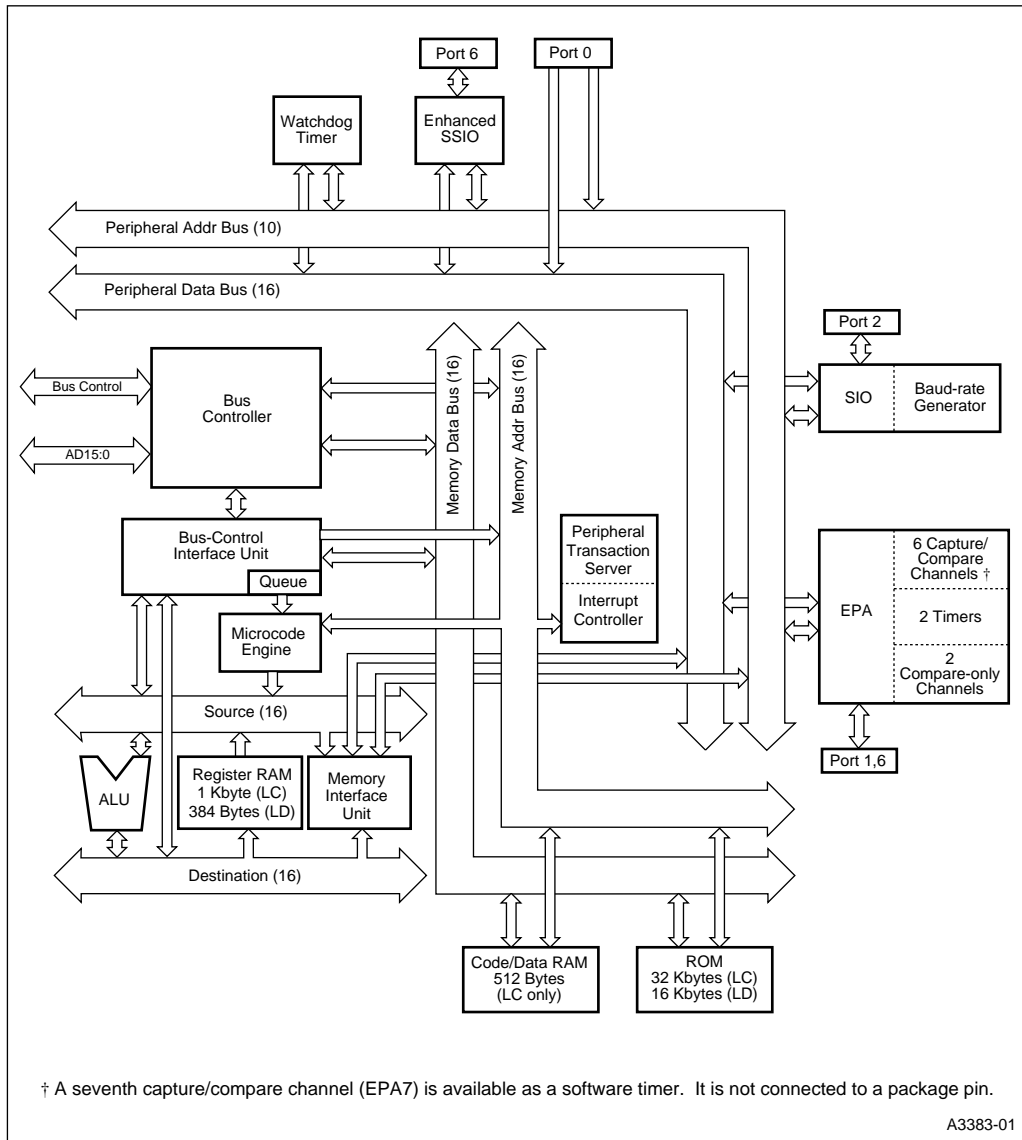 Port 6
Port 0
Watchdog
Timer
Enhanced
SSIO
Peripheral Addr Bus (10)
Peripheral Data Bus (16)
Port 2
Bus Control
Bus
Controller
Memory Data Bus (16)
Memory Addr Bus (16)
SIO
Baud-rate
Generator
AD15:0
Bus-Control
Interface Unit
Queue
Peripheral
Transaction
Server
Interrupt
Controller
6 Capture/
Compare
Channels †
EPA
2 Timers
2
Compare-only
Channels
Microcode
Engine
Source (16)
Port 1,6
ALU
Register RAM
1 Kbyte (LC)
384 Bytes (LD)
Memory
Interface
Unit
Destination (16)
Code/Data RAM
512 Bytes
(LC only)
ROM
32 Kbytes (LC)
16 Kbytes (LD)
† A seventh capture/compare channel (EPA7) is available as a software timer. It is not connected to a package pin.
A3383-01